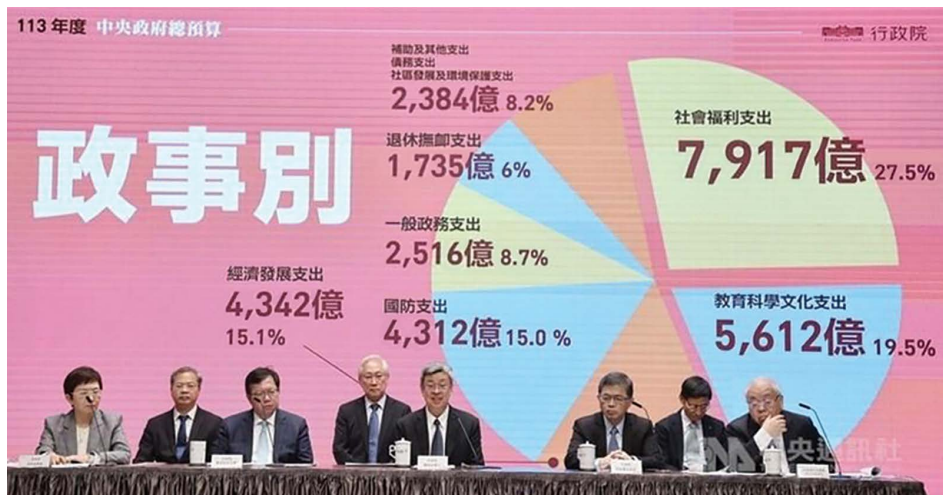 113年度 中央政府總預算
行政院
政事別
補助及其他支出
債務支出
社區發展及環境保護支出
2,384億 8.2%
退休撫卹支出
1,735億 6%
一般政務支出
2,516億 8.7%
經濟發展支出
4,342億
15.1%
國防支出
4,312億 15.0 %
社會福利支出
7,917億 27.5%
教育科學文化支出
5,612億 19.5%
中央通訊社